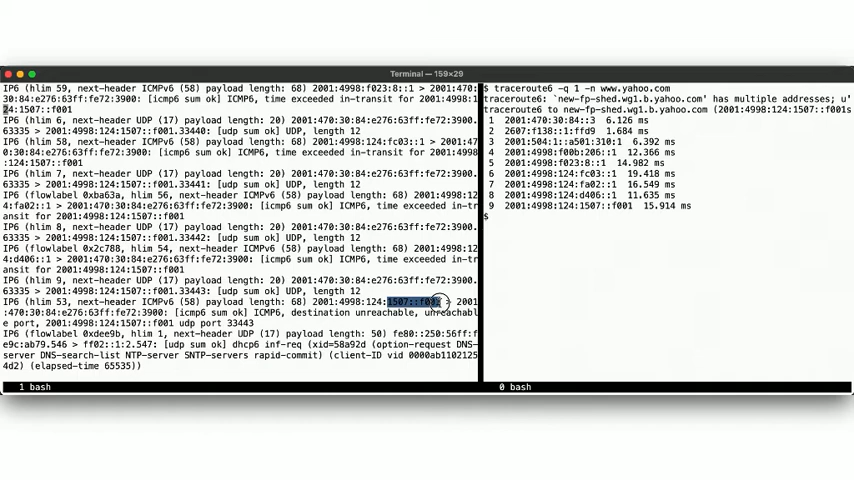 Terminal — 159×29
IP6 (hlim 59, next-header ICMPv6 (58) payload length: 68) 2001:4998:f023:8::1 > 2001:470:
30:84:e276:63ff:fe72:3900: [icmp6 sum ok] ICMP6, time exceeded in-transit for 2001:4998:1
24:1507::f001
IP6 (hlim 6, next-header UDP (17) payload length: 20) 2001:470:30:84:e276:63ff:fe72:3900.
63335 > 2001:4998:124:1507::f001.33440: [udp sum ok] UDP, length 12
IP6 (hlim 58, next-header ICMPv6 (58) payload length: 68) 2001:4998:124:fc03::1 > 2001:47
0:30:84:e276:63ff:fe72:3900: [icmp6 sum ok] ICMP6, time exceeded in-transit for 2001:4998
:124:1507::f001
IP6 (hlim 7, next-header UDP (17) payload length: 20) 2001:470:30:84:e276:63ff:fe72:3900.
63335 > 2001:4998:124:1507::f001.33441: [udp sum ok] UDP, length 12
IP6 (flowlabel 0xba63a, hlim 56, next-header ICMPv6 (58) payload length: 68) 2001:4998:12
4:fa02::1 > 2001:470:30:84:e276:63ff:fe72:3900: [icmp6 sum ok] ICMP6, time exceeded in-tr
ansit for 2001:4998:124:1507::f001
IP6 (hlim 8, next-header UDP (17) payload length: 20) 2001:470:30:84:e276:63ff:fe72:3900.
63335 > 2001:4998:124:1507::f001.33442: [udp sum ok] UDP, length 12
IP6 (flowlabel 0x2c788, hlim 54, next-header ICMPv6 (58) payload length: 68) 2001:4998:12
4:d406::1 > 2001:470:30:84:e276:63ff:fe72:3900: [icmp6 sum ok] ICMP6, time exceeded in-tr
ansit for 2001:4998:124:1507::f001
IP6 (hlim 9, next-header UDP (17) payload length: 20) 2001:470:30:84:e276:63ff:fe72:3900.
63335 > 2001:4998:124:1507::f001.33443: [udp sum ok] UDP, length 12
IP6 (hlim 53, next-header ICMPv6 (58) payload length: 68) 2001:4998:124:1507::f001 > 2001
:470:30:84:e276:63ff:fe72:3900: [icmp6 sum ok] ICMP6, destination unreachable, unreachabl
e port, 2001:4998:124:1507::f001 udp port 33443
IP6 (flowlabel 0xdee9b, hlim 1, next-header UDP (17) payload length: 50) fe80::250:56ff:f
e9c:ab79.546 > ff02::1:2.547: [udp sum ok] dhcp6 inf-req (xid=58a92d (option-request DNS-
server DNS-search-list NTP-server SNTP-servers rapid-commit) (client-ID vid 0000ab1102125
4d2) (elapsed-time 65535))
1 bash
$ traceroute6 -q 1 -n www.yahoo.com
traceroute6: `new-fp-shed.wg1.b.yahoo.com' has multiple addresses; u'
traceroute6 to new-fp-shed.wg1.b.yahoo.com (2001:4998:124:1507::f001s
1 2001:470:30:84::3 6.126 ms
2 2607:f138::1:ffd9 1.684 ms
3 2001:504:1::a501:310:1 6.392 ms
4 2001:4998:f00b:206::1 12.366 ms
5 2001:4998:f023:8::1 14.982 ms
6 2001:4998:124:fc03::1 19.418 ms
7 2001:4998:124:fa02::1 16.549 ms
8 2001:4998:124:d406::1 11.635 ms
9 2001:4998:124:1507::f001 15.914 ms
$
0 bash